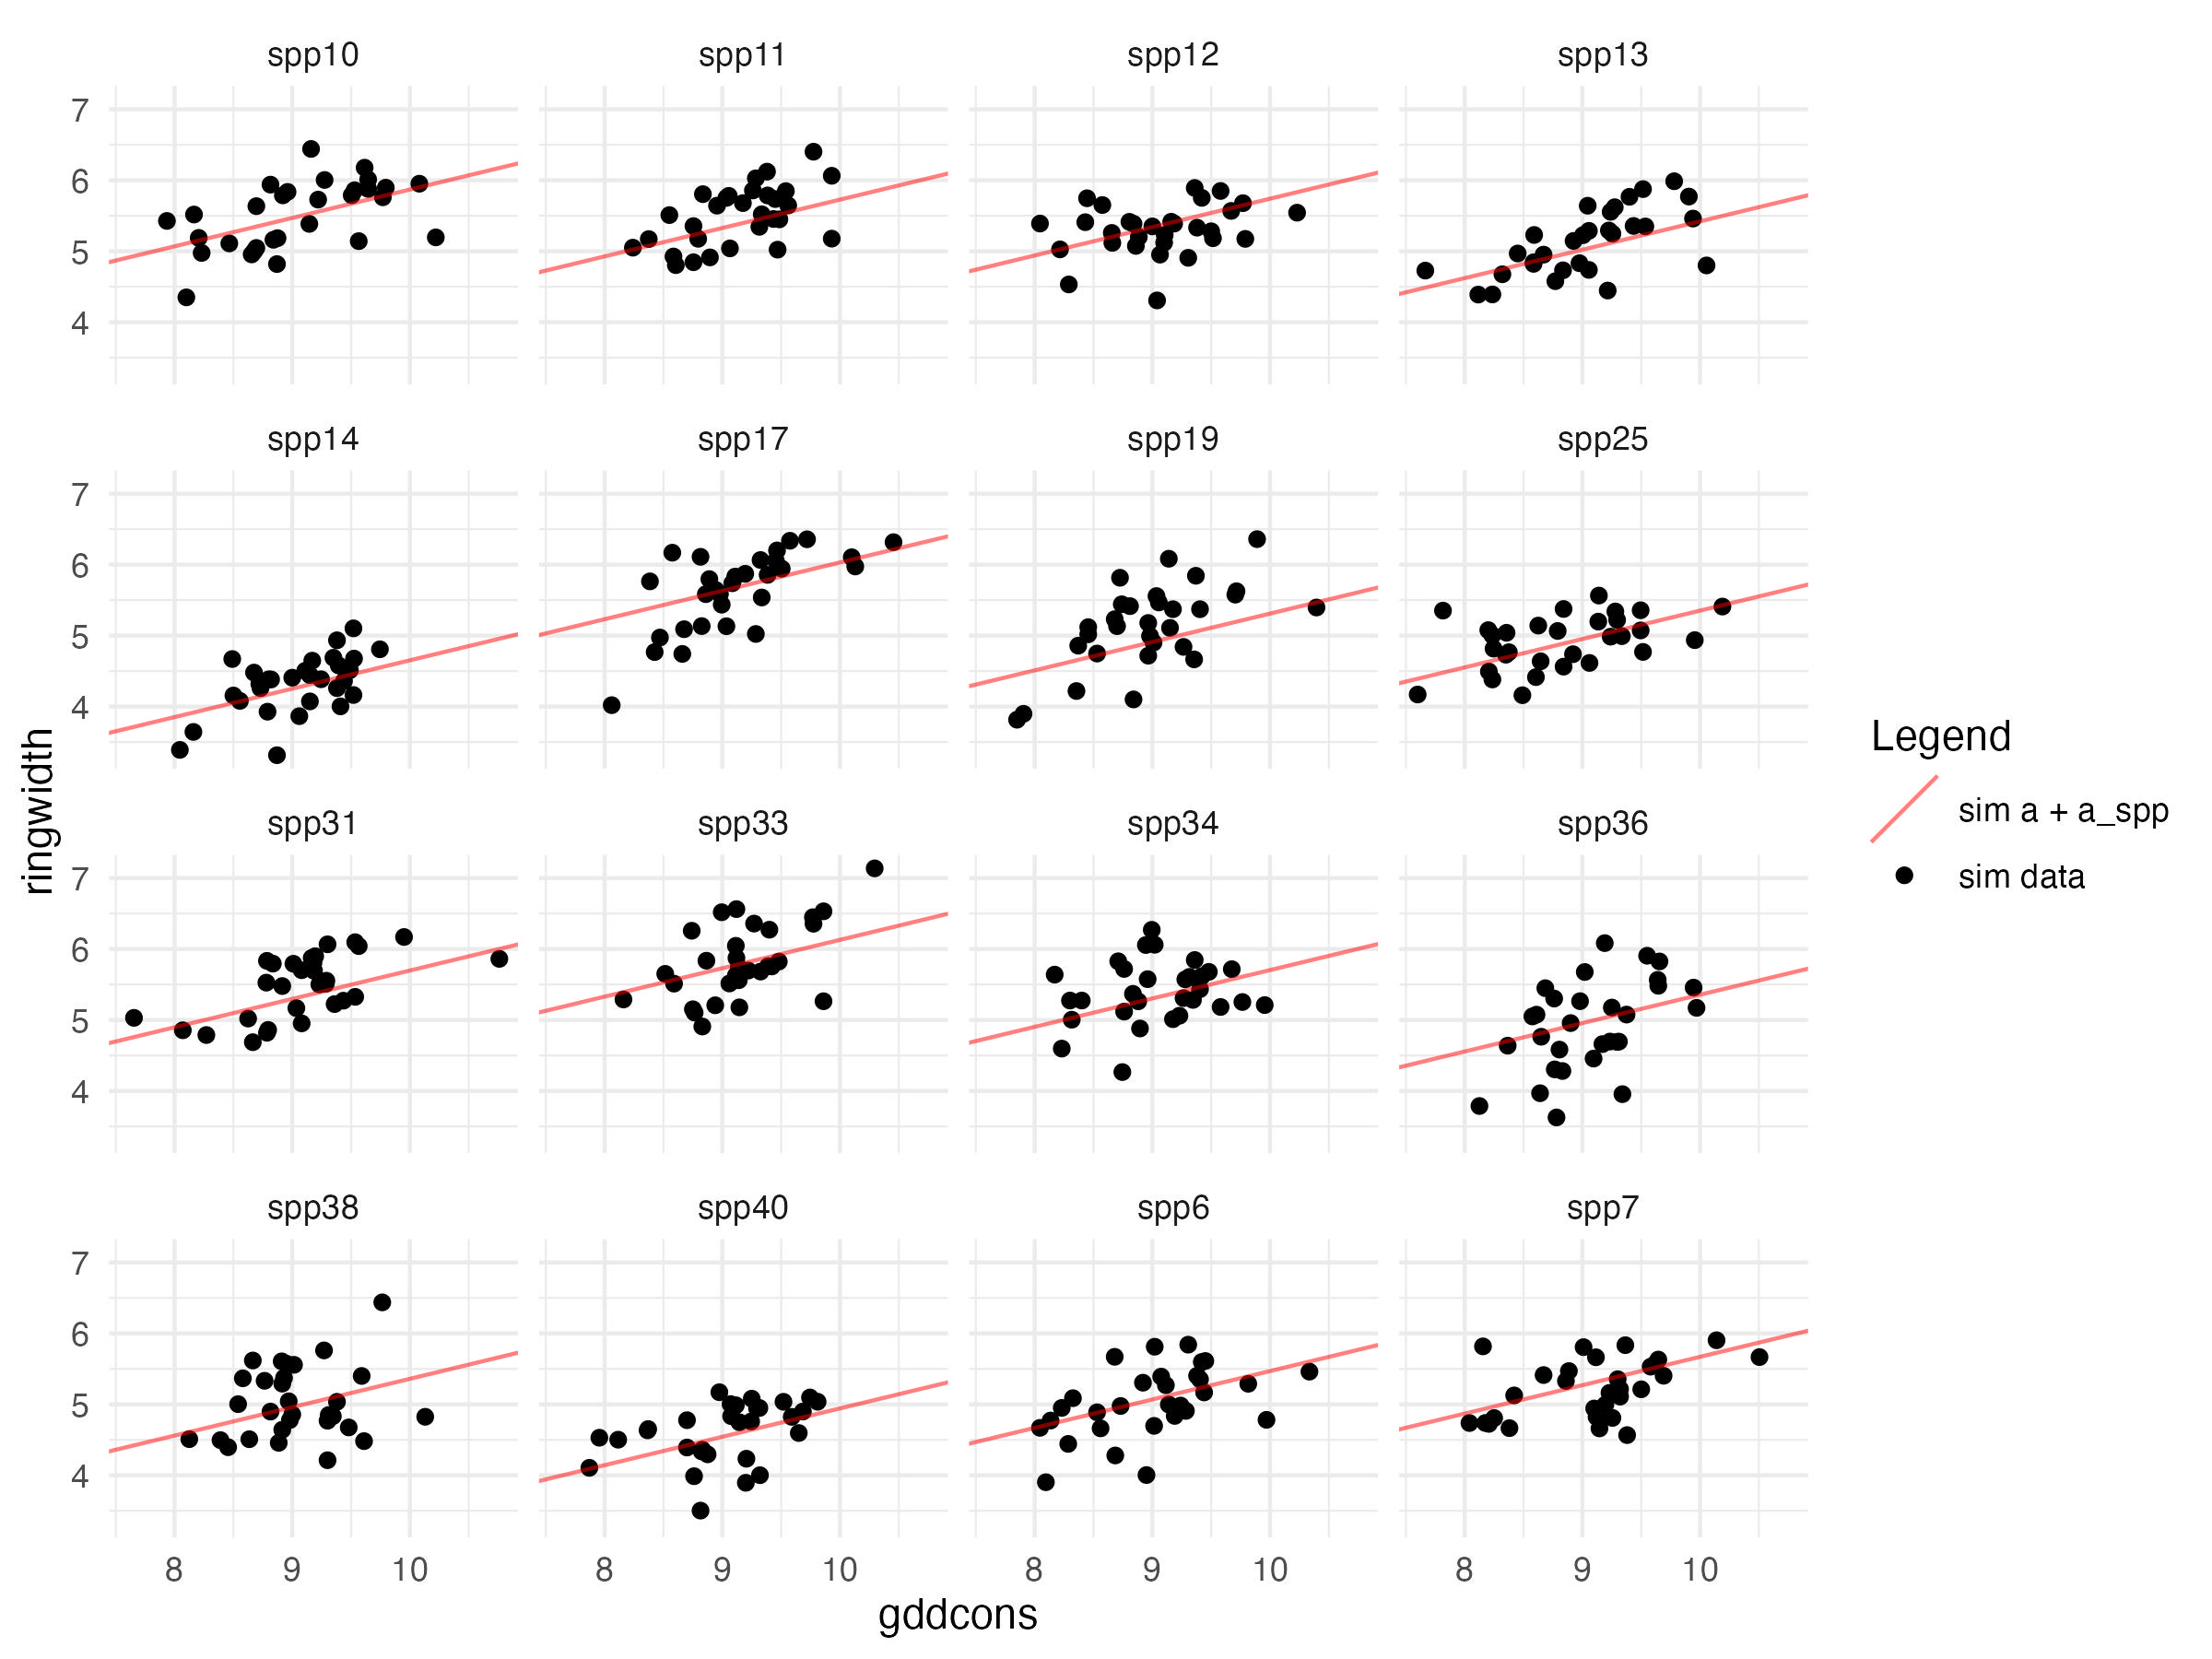 spp10 spp11 spp12 spp13
7
6
5
4
spp14 spp17 spp19 spp25
7
6
5
4
ringwidth
Legend
sim a + a_spp
sim data
spp31 spp33 spp34 spp36
7
6
5
4
spp38 spp40 spp6 spp7
7
6
5
4
8 9 10 8 9 10 8 9 10 8 9 10
gddcons